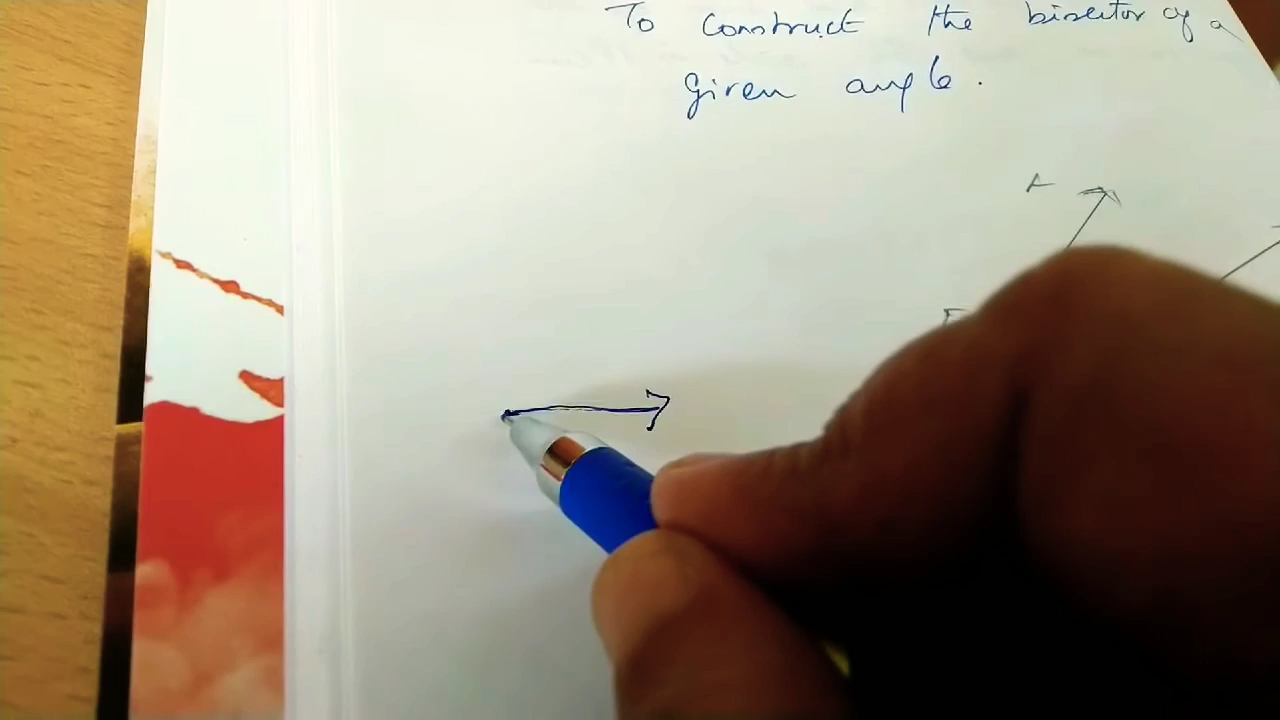 To construct the bisector of a
given angle.
A
E